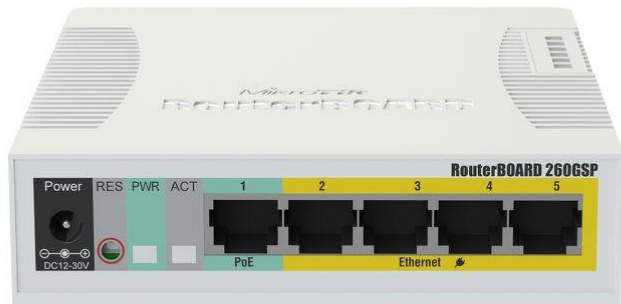 MikroTik
RouterBOARD
RouterBOARD 260GSP
Power RES PWR ACT 1 2 3 4 5
DC12-30V PoE Ethernet